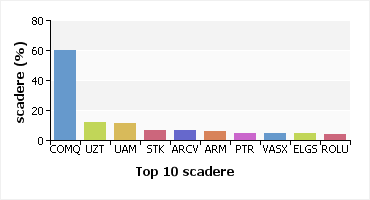 80
60
40
20
0
scadere (%)
COMQ UZT UAM STK ARCV ARM PTR VASX ELGS ROLU
Top 10 scadere